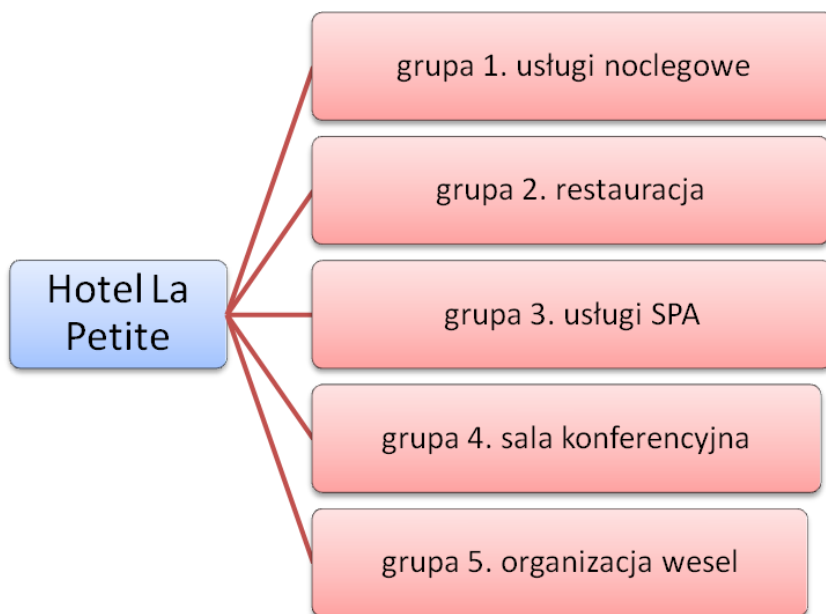 grupa 1. usługi noclegowe
grupa 2. restauracja
Hotel La
Petite
grupa 3. usługi SPA
grupa 4. sala konferencyjna
grupa 5. organizacja wesel